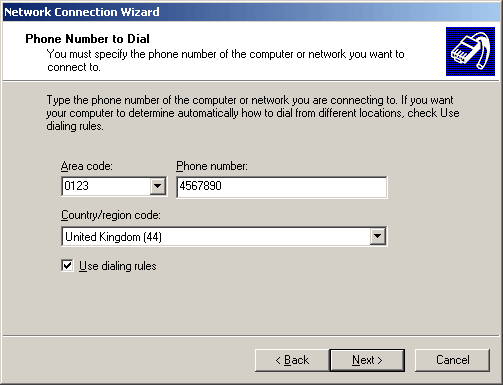 Network Connection Wizard
Phone Number to Dial
You must specify the phone number of the computer or network you want to
connect to.
Type the phone number of the computer or network you are connecting to. If you want
your computer to determine automatically how to dial from different locations, check Use
dialing rules.
Area code: Phone number:
0123 4567890
Country/region code:
United Kingdom (44)
Use dialing rules
< Back Next > Cancel